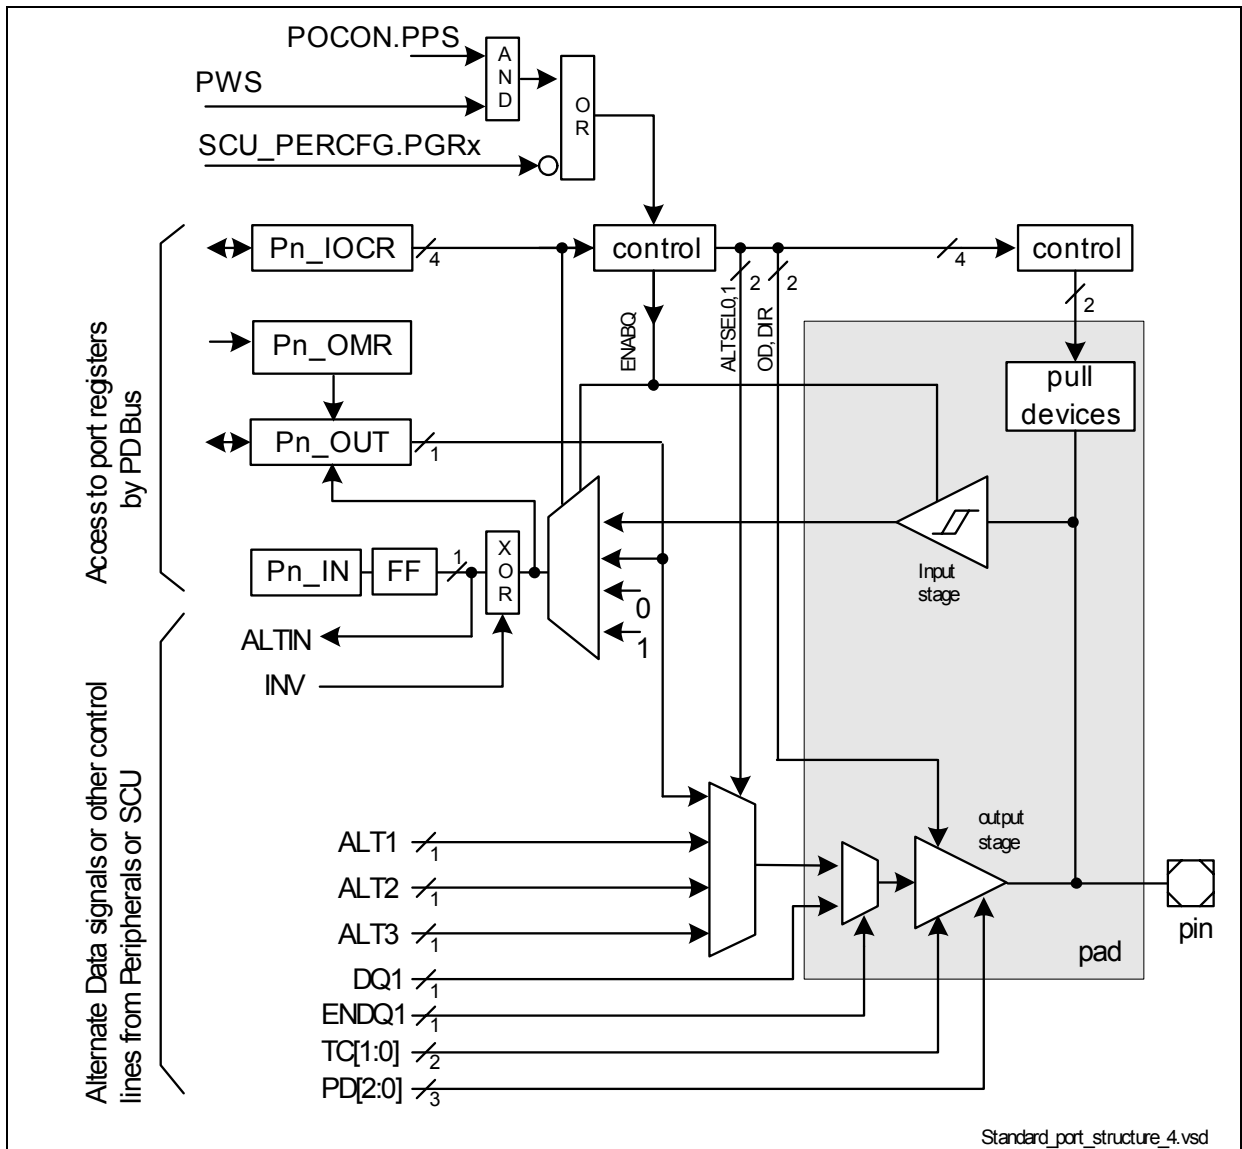 POCON.PPS
AND
PWS
OR
SCU_PERCFG.PGRx
Pn_IOCR
4
control
2
2
4
control
2
ENABQ
ALTSEL0,1
OD, DIR
Pn_OMR
pull
devices
Pn_OUT
1
Access to port registers
by PD Bus
XOR
Pn_IN
FF
1
Input
stage
0
1
ALTIN
INV
Alternate Data signals or other control
lines from Peripherals or SCU
output
stage
ALT1
1
ALT2
1
ALT3
1
pin
pad
DQ1
1
ENDQ1
1
TC[1:0]
2
PD[2:0]
3
Standard_port_structure_4.vsd